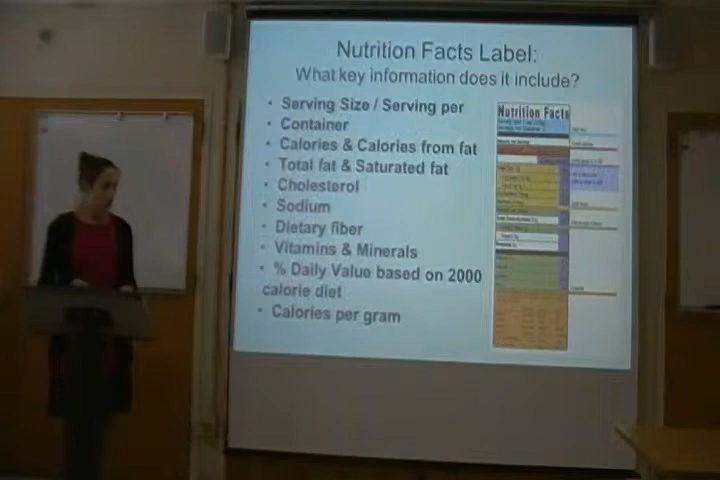 Nutrition Facts Label:
What key information does it include?
• Serving Size / Serving per
• Container
• Calories & Calories from fat
• Total fat & Saturated fat
• Cholesterol
• Sodium
• Dietary fiber
• Vitamins & Minerals
• % Daily Value based on 2000
calorie diet
• Calories per gram
Nutrition Facts